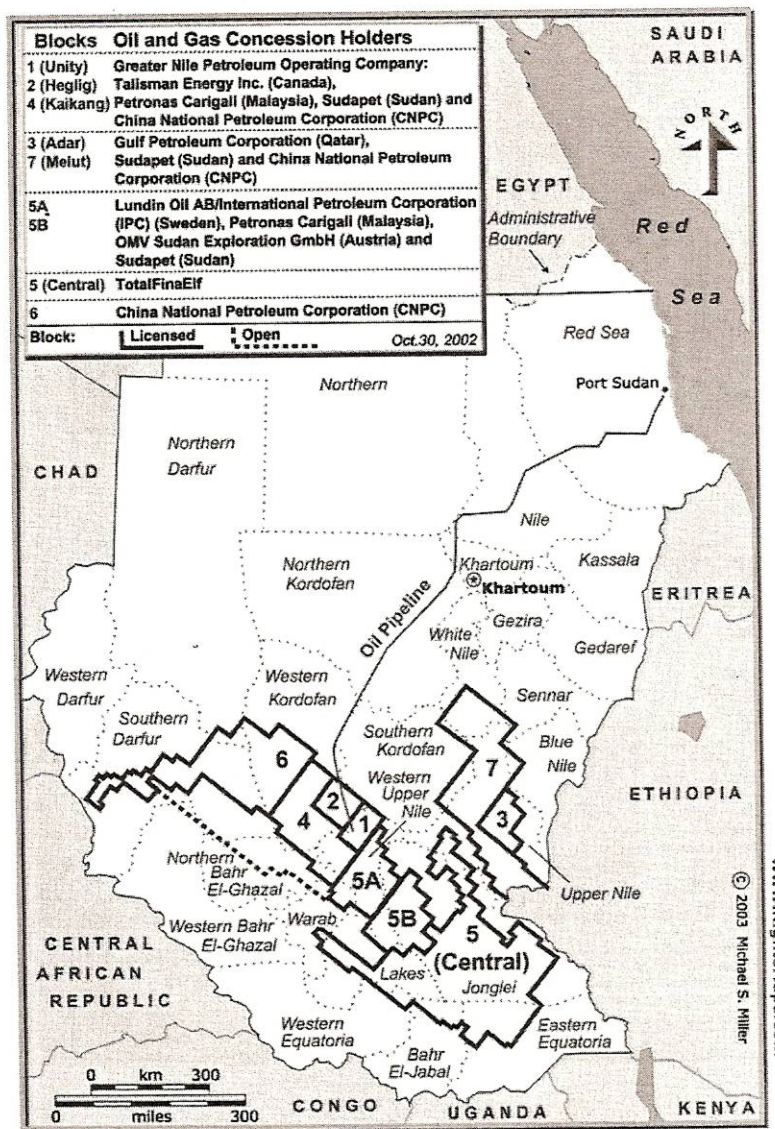 Blocks Oil and Gas Concession Holders
1 (Unity) Greater Nile Petroleum Operating Company:
2 (Heglig) Talisman Energy Inc. (Canada),
4 (Kaikang) Petronas Carigali (Malaysia), Sudapet (Sudan) and
China National Petroleum Corporation (CNPC)
3 (Adar) Gulf Petroleum Corporation (Qatar),
7 (Melut) Sudapet (Sudan) and China National Petroleum
Corporation (CNPC)
5A Lundin Oil AB/International Petroleum Corporation
5B (IPC) (Sweden), Petronas Carigali (Malaysia),
OMV Sudan Exploration GmbH (Austria) and
Sudapet (Sudan)
5 (Central) TotalFinaElf
6 China National Petroleum Corporation (CNPC)
Block: Licensed Open Oct.30, 2002
SAUDI
ARABIA
NORTH
EGYPT
Administrative
Boundary
Red
Sea
Red Sea
Port Sudan
Northern
Northern
Darfur
CHAD
Nile
Northern
Kordofan
Khartoum
Khartoum
Kassala
ERITREA
Oil Pipeline
Gezira
White
Nile
Gedaref
Western
Darfur
Western
Kordofan
Sennar
Southern
Darfur
Southern
Kordofan
Blue
Nile
6
7
Western
Upper
Nile
ETHIOPIA
2
4
1
3
Northern
Bahr
El-Ghazal
5A
Upper Nile
5B
5
(Central)
Warab
Western Bahr
El-Ghazal
CENTRAL
AFRICAN
REPUBLIC
Lakes
Jonglei
Western
Equatoria
Eastern
Equatoria
Bahr
El-Jabal
0 km 300
0 miles 300
CONGO
UGANDA
KENYA
© 2003 Michael S. Miller